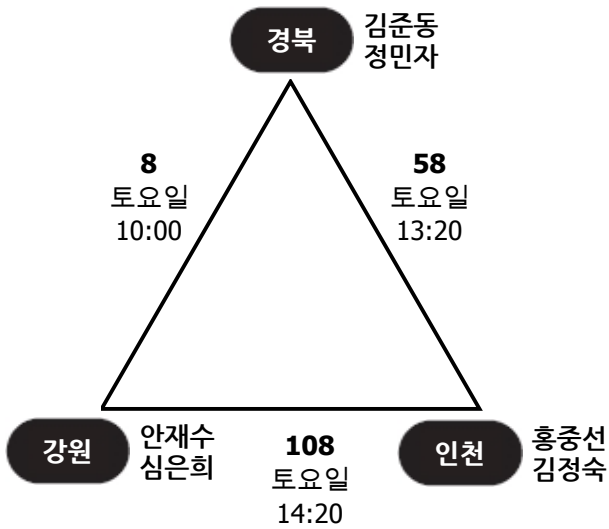 경북
김준동
정민자
8
토요일
10:00
58
토요일
13:20
강원
안재수
심은희
108
토요일
14:20
인천
홍중선
김정숙